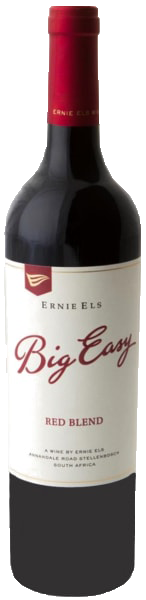 ERNIE ELS
ERNIE ELS
Big Easy
RED BLEND
A WINE BY ERNIE ELS
ANNANDALE ROAD STELLENBOSCH
SOUTH AFRICA